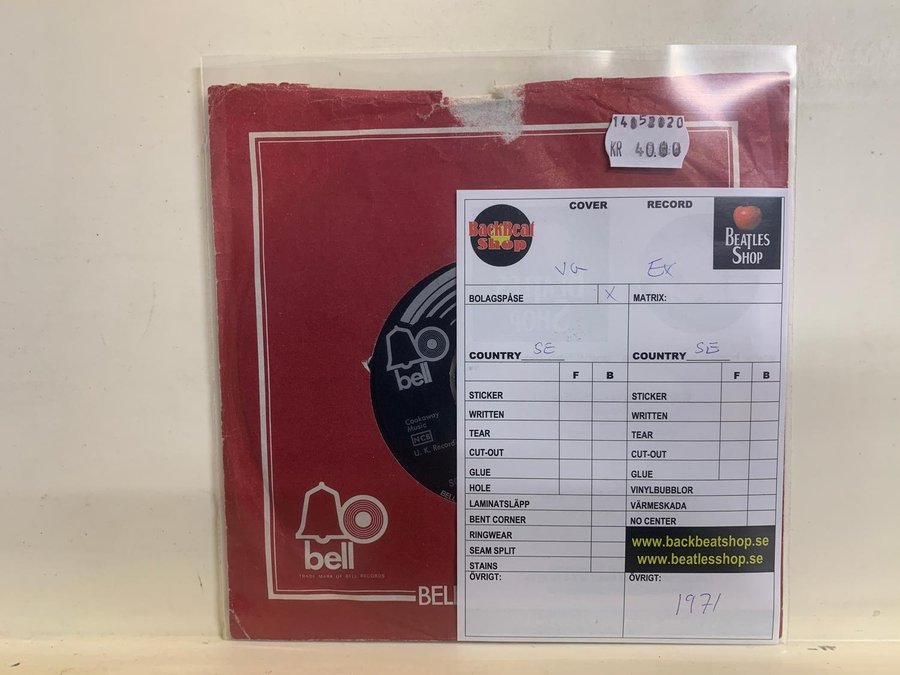 14052020
KR 40.00
COVER RECORD
BackBeat
Shop
BEATLES
SHOP
VG EX
BOLAGSPÅSE X MATRIX:
COUNTRY SE COUNTRY SE
F B F B
STICKER STICKER
WRITTEN WRITTEN
TEAR TEAR
CUT-OUT CUT-OUT
GLUE GLUE
HOLE VINYLBUBBLOR
LAMINATSLÄPP VÄRMESKADA
BENT CORNER NO CENTER
RINGWEAR
SEAM SPLIT
STAINS
www.backbeatshop.se
www.beatlesshop.se
ÖVRIGT: ÖVRIGT:
1971
bell
Cookaway
Music
NCB
U. K. Record
bell
TRADE MARK OF BELL RECORDS
BELL